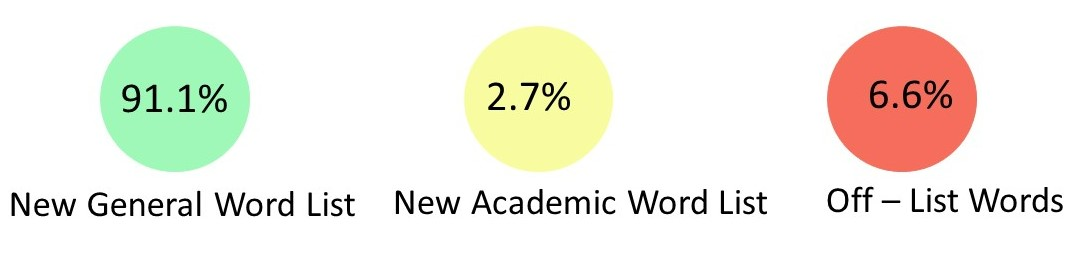 91.1% 2.7% 6.6%
New General Word List New Academic Word List Off – List Words